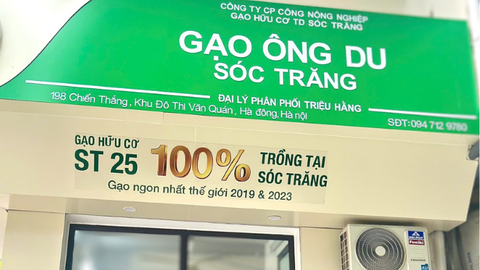 CÔNG TY CP CÔNG NÔNG NGHIỆP
GẠO HỮU CƠ TD SÓC TRĂNG
GẠO ÔNG DU
SÓC TRĂNG
ĐẠI LÝ PHÂN PHỐI TRIỆU HÀNG
198 Chiến Thắng, Khu Đô Thị Văn Quán, Hà đông, Hà nội
SĐT: 094 712 9780
GẠO HỮU CƠ
ST 25
100%
TRỒNG TẠI
SÓC TRĂNG
Gạo ngon nhất thế giới 2019 & 2023